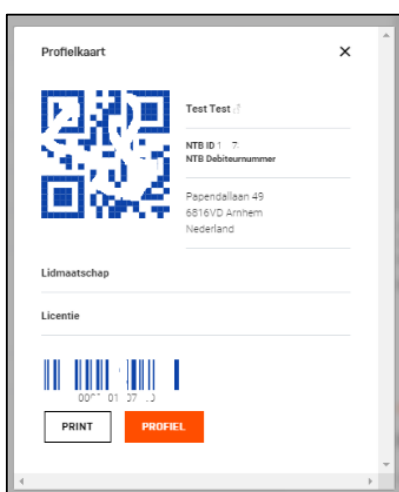 Profielkaart
Test Test
NTB ID
NTB Debiteurnummer
Papendallaan 49
6816VD Arnhem
Nederland
Lidmaatschap
Licentie
PRINT
PROFIEL